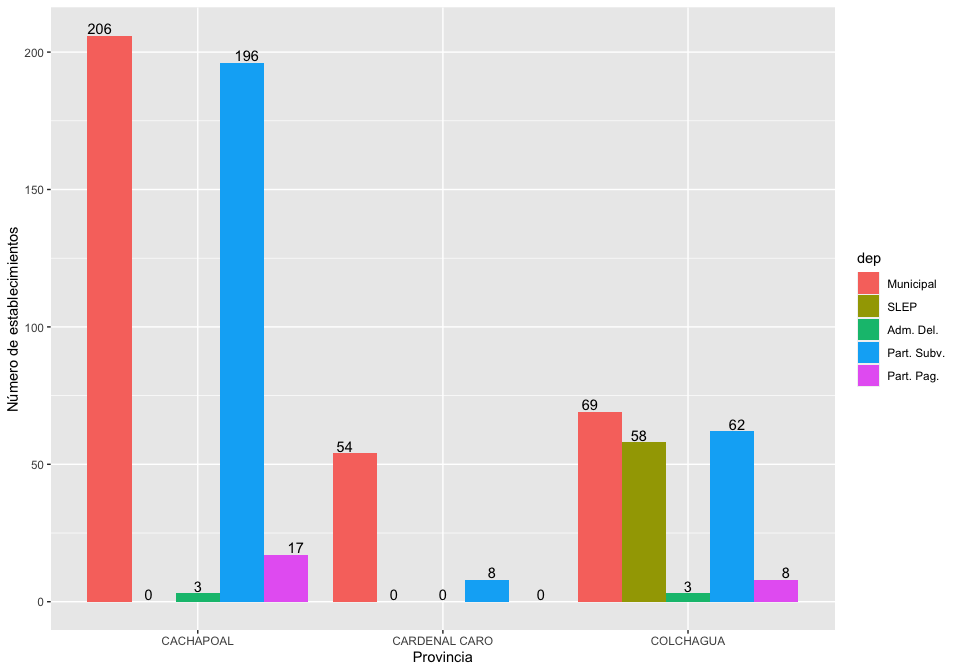 206
196
200
150
100
50
0
0
3
17
54
0
0
8
0
69
58
3
62
8
CACHAPOAL
CARDENAL CARO
COLCHAGUA
Provincia
Número de establecimientos
dep
Municipal
SLEP
Adm. Del.
Part. Subv.
Part. Pag.